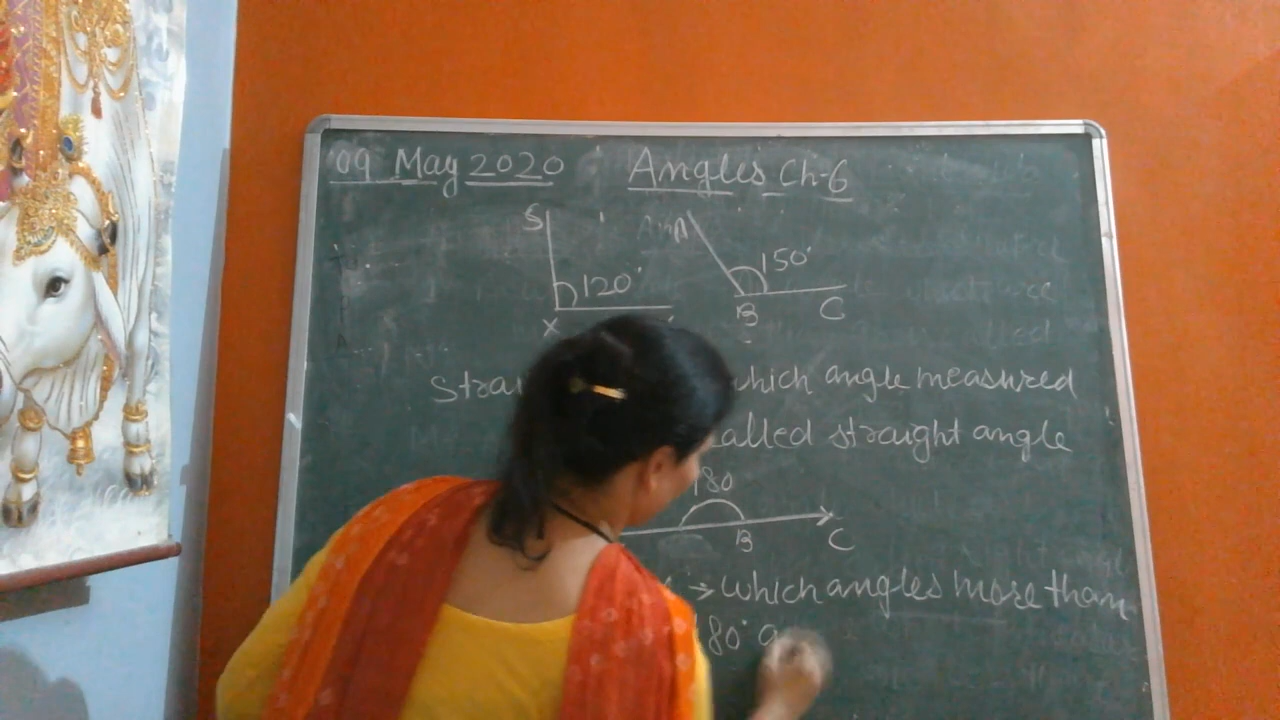 09 May 2020 Angles Ch-6
S A
120° 150°
X B C
which angle measured
called straight angle
180
B C
→ which angles more than
80°